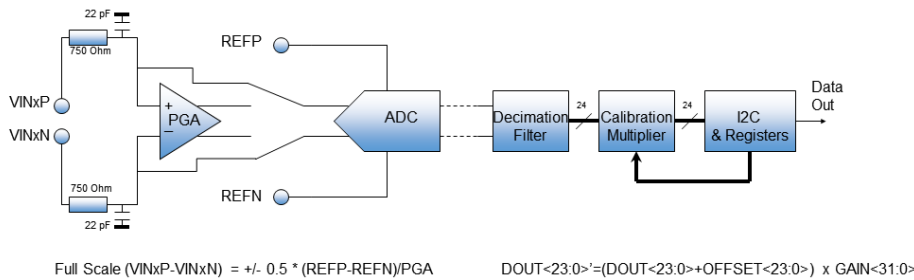 22 pF
750 Ohm
REFP
VINxP
VINxN
+
PGA
–
ADC
Decimation
Filter
24
Calibration
Multiplier
24
I2C
& Registers
Data
Out
REFN
750 Ohm
22 pF
Full Scale (VINxP-VINxN) = +/- 0.5 * (REFP-REFN)/PGA
DOUT<23:0>'=(DOUT<23:0>+OFFSET<23:0>) x GAIN<31:0>